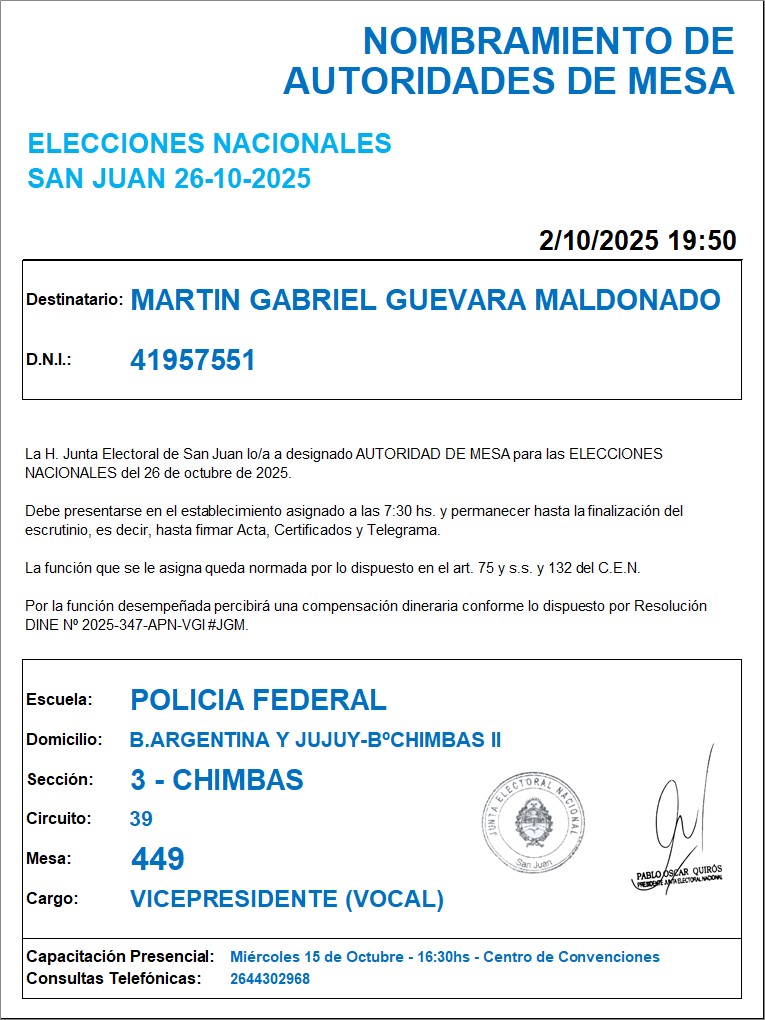 NOMBRAMIENTO DE
AUTORIDADES DE MESA
ELECCIONES NACIONALES
SAN JUAN 26-10-2025
2/10/2025 19:50
Destinatario: MARTIN GABRIEL GUEVARA MALDONADO
D.N.I.: 41957551
La H. Junta Electoral de San Juan lo/a a designado AUTORIDAD DE MESA para las ELECCIONES
NACIONALES del 26 de octubre de 2025.
Debe presentarse en el establecimiento asignado a las 7:30 hs. y permanecer hasta la finalización del
escrutinio, es decir, hasta firmar Acta, Certificados y Telegrama.
La función que se le asigna queda normada por lo dispuesto en el art. 75 y s.s. y 132 del C.E.N.
Por la función desempeñada percibirá una compensación dineraria conforme lo dispuesto por Resolución
DINE Nº 2025-347-APN-VGI#JGM.
Escuela: POLICIA FEDERAL
Domicilio: B.ARGENTINA Y JUJUY-BºCHIMBAS II
Sección: 3 - CHIMBAS
Circuito: 39
Mesa: 449
Cargo: VICEPRESIDENTE (VOCAL)
JUNTA ELECTORAL NACIONAL
San Juan
PABLO OSCAR QUIRÓS
PRESIDENTE JUNTA ELECTORAL NACIONAL
Capacitación Presencial: Miércoles 15 de Octubre - 16:30hs - Centro de Convenciones
Consultas Telefónicas: 2644302968